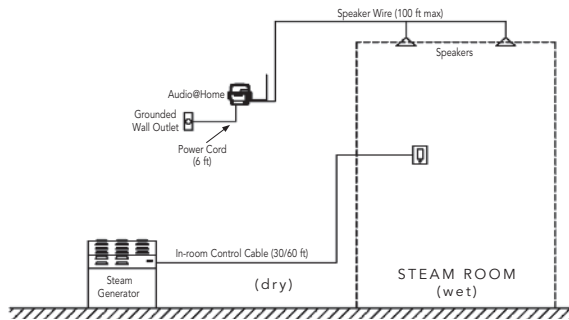 Speaker Wire (100 ft max)
Speakers
Audio@Home
Grounded
Wall Outlet
Power Cord
(6 ft)
In-room Control Cable (30/60 ft)
Steam
Generator
(dry)
STEAM ROOM
(wet)